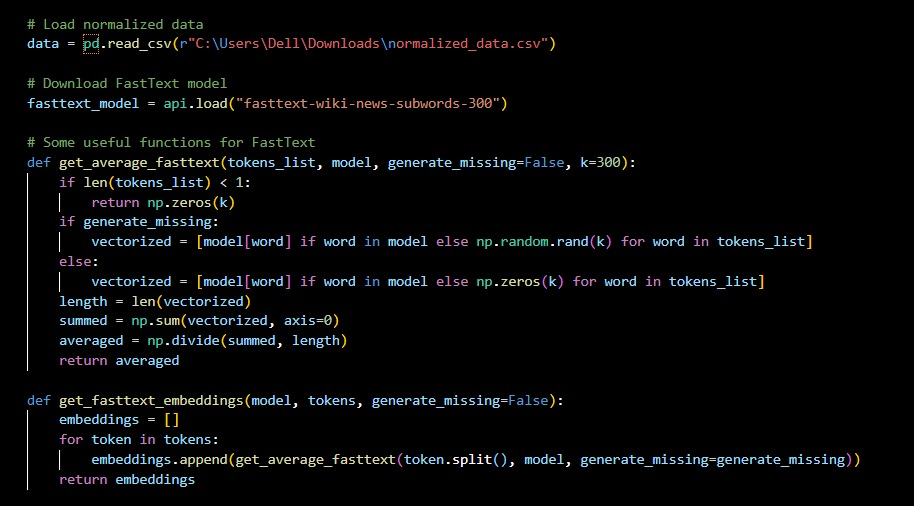 # Load normalized data
data = pd.read_csv(r"C:\Users\Dell\Downloads\normalized_data.csv")
# Download FastText model
fasttext_model = api.load("fasttext-wiki-news-subwords-300")
# Some useful functions for FastText
def get_average_fasttext(tokens_list, model, generate_missing=False, k=300):
    if len(tokens_list) < 1:
        return np.zeros(k)
    if generate_missing:
        vectorized = [model[word] if word in model else np.random.rand(k) for word in tokens_list]
    else:
        vectorized = [model[word] if word in model else np.zeros(k) for word in tokens_list]
    length = len(vectorized)
    summed = np.sum(vectorized, axis=0)
    averaged = np.divide(summed, length)
    return averaged
def get_fasttext_embeddings(model, tokens, generate_missing=False):
    embeddings = []
    for token in tokens:
        embeddings.append(get_average_fasttext(token.split(), model, generate_missing=generate_missing))
    return embeddings